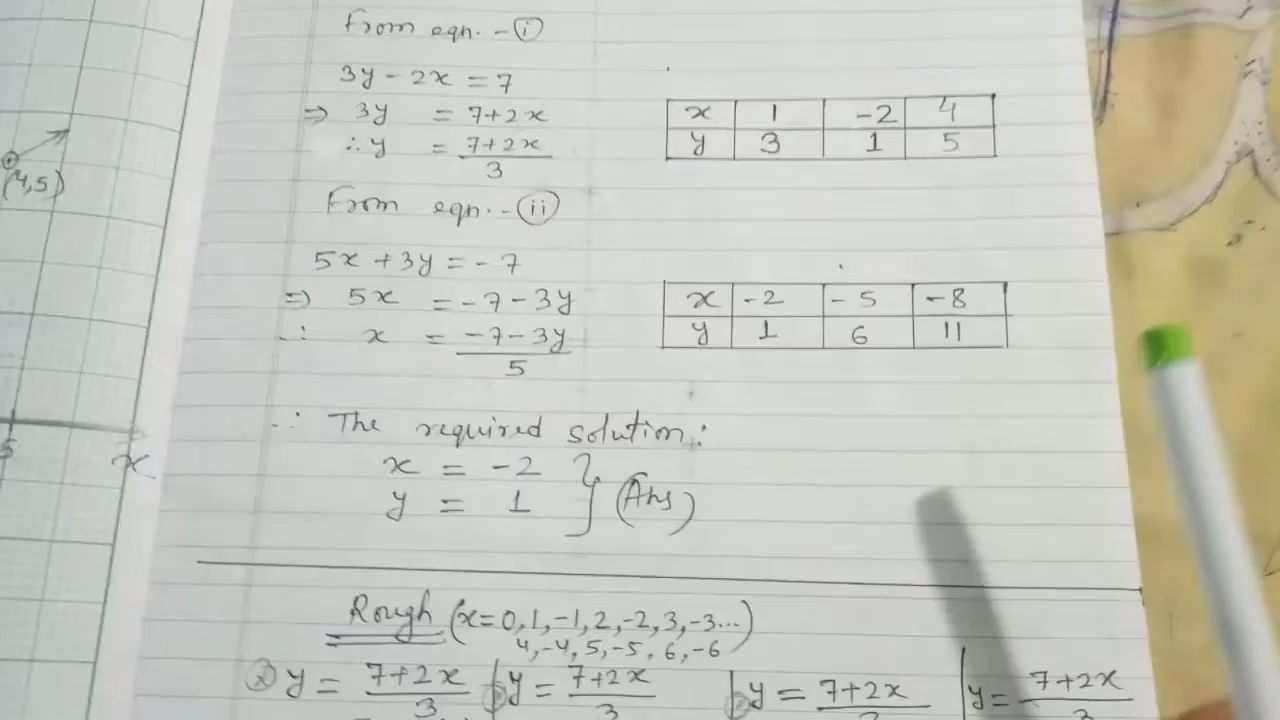 From eqn. - (i)
3y - 2x = 7
⇒ 3y = 7+2x
∴ y = 7+2x / 3
x 1 -2 4
y 3 1 5
(4,5)
From eqn. - (ii)
5x + 3y = - 7
⇒ 5x = - 7 - 3y
∴ x = - 7 - 3y / 5
x -2 - 5 - 8
y 1 6 11
5
x
∴ The required solution:
x = -2
y = 1 } (Ans)
Rough (x = 0, 1, -1, 2, -2, 3, -3...)
4, -4, 5, -5, 6, -6
y = 7+2x / 3 y = 7+2x / 3 y = 7+2x y = 7+2x